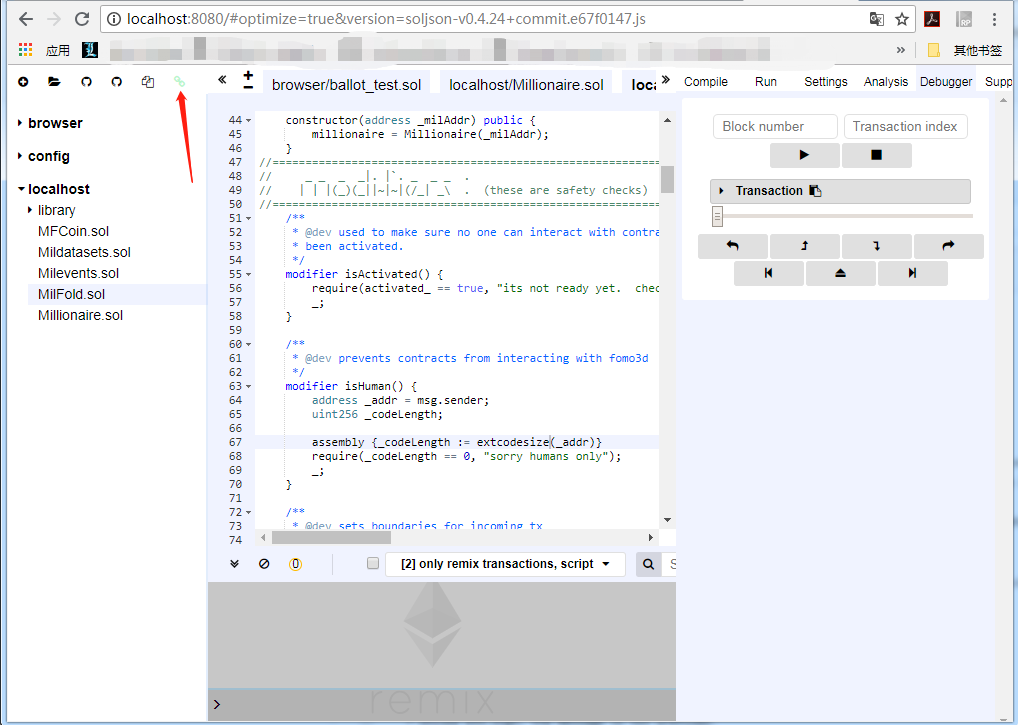 localhost:8080/#optimize=true&version=soljson-v0.4.24+commit.e67f0147.js
应用
»
其他书签
browser
config
localhost
library
MFCoin.sol
Mildatasets.sol
Milevents.sol
MilFold.sol
Millionaire.sol
« + - browser/ballot_test.sol localhost/Millionaire.sol loca »
44 constructor(address _milAddr) public {
45 millionaire = Millionaire(_milAddr);
46 }
47 //==============================================================
48 // _ _ _ _|. |`. _ _ _ .
49 // | | |(_)(_||~|~|(/_| _\ . (these are safety checks)
50 //==============================================================
51 /**
52 * @dev used to make sure no one can interact with contra
53 * been activated.
54 */
55 modifier isActivated() {
56 require(activated_ == true, "its not ready yet. chec
57 _;
58 }
59
60 /**
61 * @dev prevents contracts from interacting with fomo3d
62 */
63 modifier isHuman() {
64 address _addr = msg.sender;
65 uint256 _codeLength;
66
67 assembly {_codeLength := extcodesize(_addr)}
68 require(_codeLength == 0, "sorry humans only");
69 _;
70 }
71
72 /**
73 * @dev sets boundaries for incoming tx
74
0 [2] only remix transactions, script S
remix
>
Compile Run Settings Analysis Debugger Supp
Block number Transaction index
Transaction